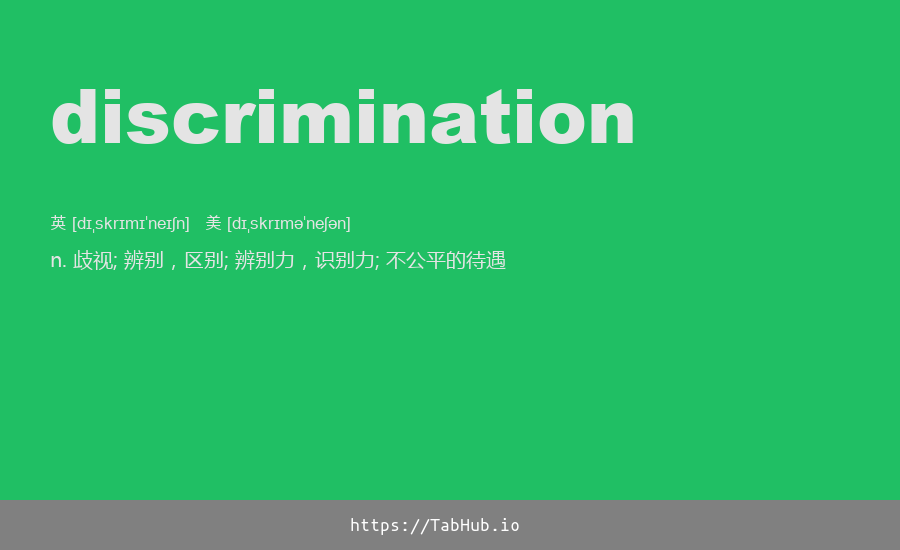 discrimination
英 [dɪˌskrɪmɪˈneɪʃn] 美 [dɪˌskrɪməˈneʃən]
n. 歧视; 辨别，区别; 辨别力，识别力; 不公平的待遇
https://TabHub.io